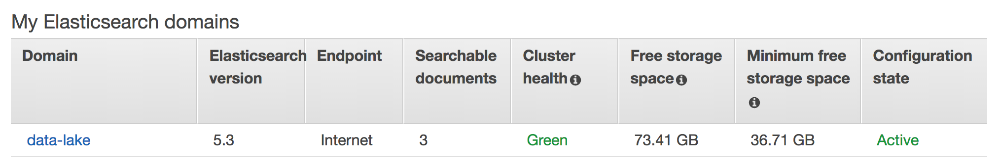 My Elasticsearch domains
Domain Elasticsearch Endpoint Searchable Cluster Free storage Minimum free Configuration
version documents health space storage space state
data-lake 5.3 Internet 3 Green 73.41 GB 36.71 GB Active